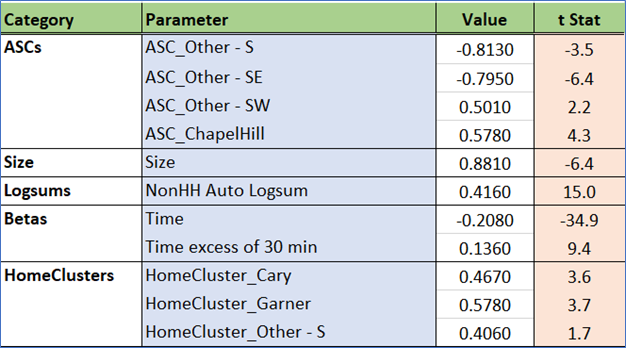 Category Parameter Value t Stat
ASCs ASC_Other - S -0.8130 -3.5
ASC_Other - SE -0.7950 -6.4
ASC_Other - SW 0.5010 2.2
ASC_ChapelHill 0.5780 4.3
Size Size 0.8810 -6.4
Logsums NonHH Auto Logsum 0.4160 15.0
Betas Time -0.2080 -34.9
Time excess of 30 min 0.1360 9.4
HomeClusters HomeCluster_Cary 0.4670 3.6
HomeCluster_Garner 0.5780 3.7
HomeCluster_Other - S 0.4060 1.7